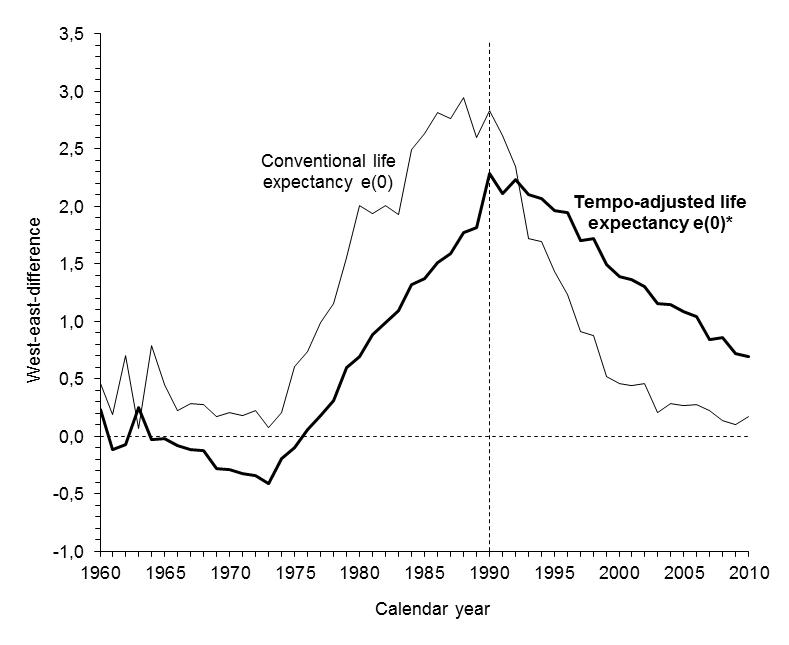 3,5
3,0
2,5
2,0
1,5
1,0
0,5
0,0
-0,5
-1,0
West-east-difference
Conventional life
expectancy e(0)
Tempo-adjusted life
expectancy e(0)*
1960 1965 1970 1975 1980 1985 1990 1995 2000 2005 2010
Calendar year